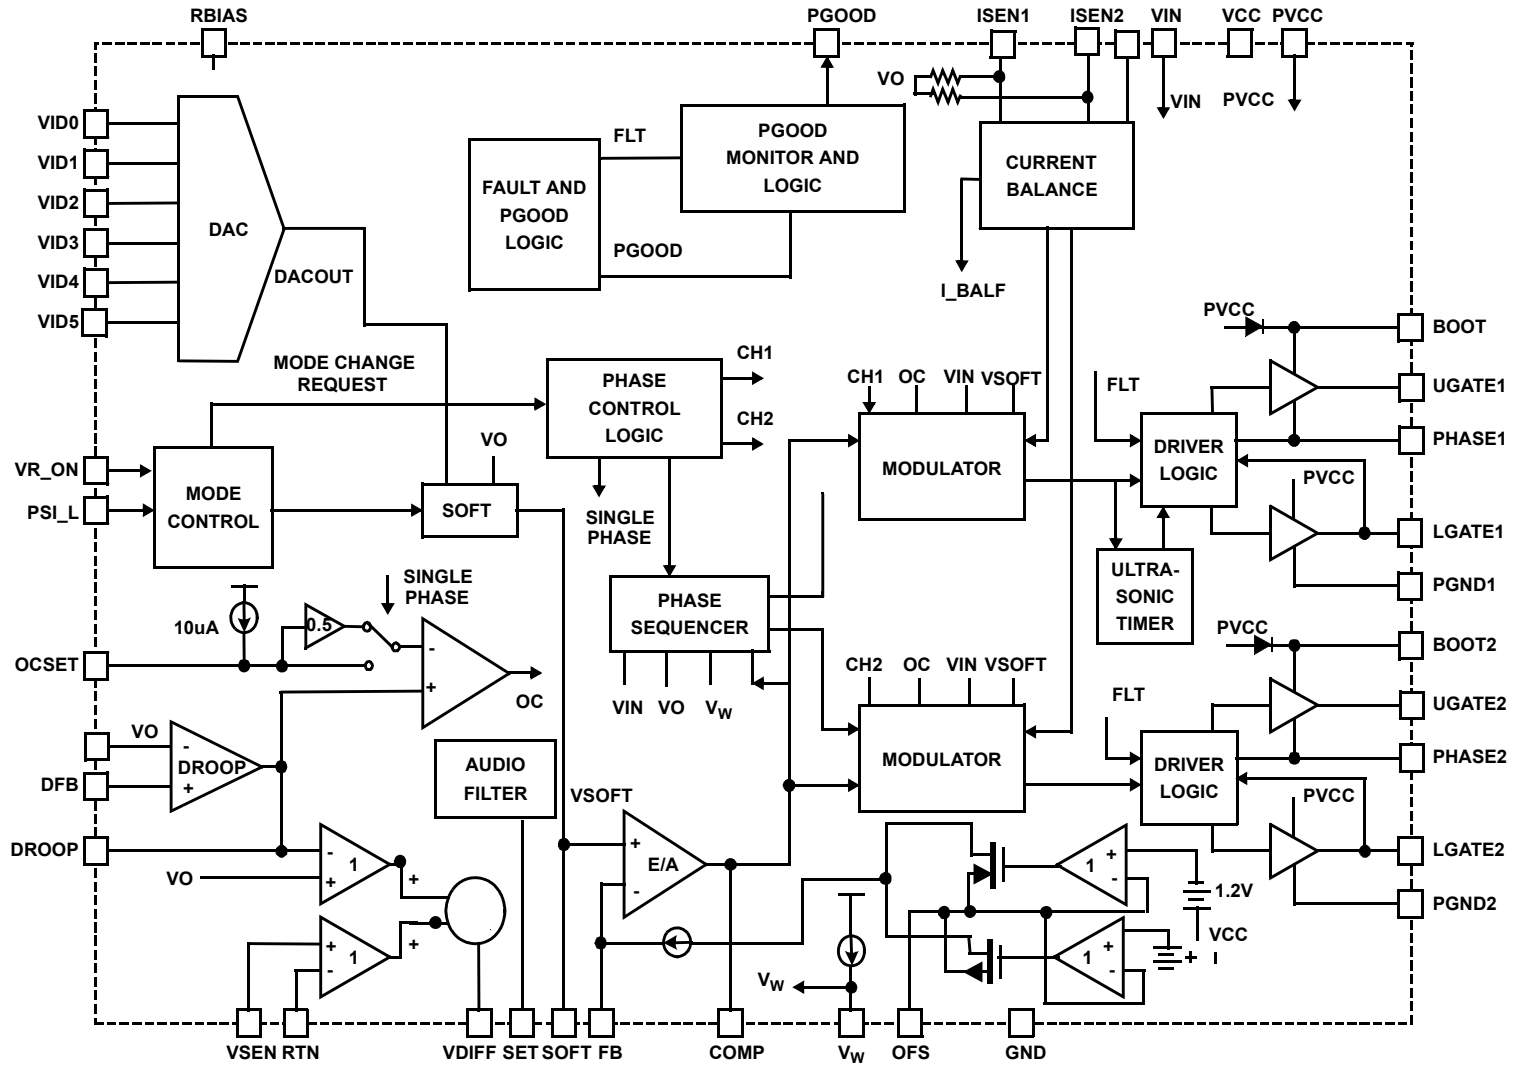 RBIAS
PGOOD
ISEN1
ISEN2
VIN
VCC
PVCC
VO
VIN
PVCC
VID0
VID1
VID2
VID3
VID4
VID5
DAC
DACOUT
FLT
PGOOD
MONITOR AND
LOGIC
FAULT AND
PGOOD
LOGIC
PGOOD
CURRENT
BALANCE
I_BALF
MODE CHANGE
REQUEST
PHASE
CONTROL
LOGIC
CH1
CH2
VO
VR_ON
PSI_L
MODE
CONTROL
SOFT
SINGLE
PHASE
CH1
OC
VIN
VSOFT
MODULATOR
FLT
DRIVER
LOGIC
PVCC
BOOT
UGATE1
PHASE1
PVCC
LGATE1
PGND1
ULTRA-
SONIC
TIMER
PHASE
SEQUENCER
VIN
VO
VW
10uA
0.5
SINGLE
PHASE
OCSET
-
+
OC
VO
-
DROOP
+
DFB
DROOP
CH2
OC
VIN
VSOFT
MODULATOR
FLT
DRIVER
LOGIC
PVCC
BOOT2
UGATE2
PHASE2
PVCC
LGATE2
PGND2
AUDIO
FILTER
VSOFT
+
E/A
-
-
1
+
VO
+
+
+
1
-
+
1
-
1.2V
VCC
+
1
-
+
VW
VSEN
RTN
VDIFF
SET
SOFT
FB
COMP
VW
OFS
GND